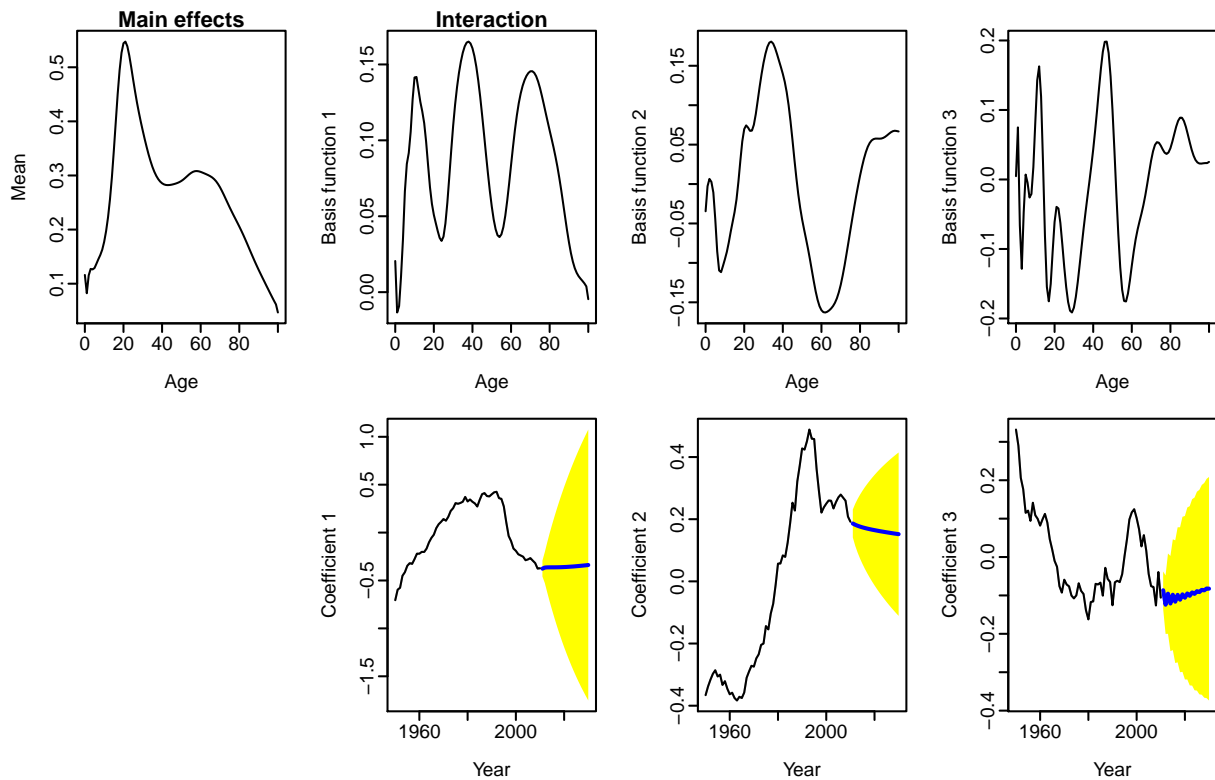 Main effects
Interaction
Mean
0.1 0.2 0.3 0.4 0.5
0 20 40 60 80
Age
Basis function 1
0.00 0.05 0.10 0.15
0 20 40 60 80
Age
Basis function 2
−0.15 −0.05 0.05 0.15
0 20 40 60 80
Age
Basis function 3
−0.2 −0.1 0.0 0.1 0.2
0 20 40 60 80
Age
Coefficient 1
−1.5 −0.5 0.5 1.0
1960 2000
Year
Coefficient 2
−0.4 −0.2 0.0 0.2 0.4
1960 2000
Year
Coefficient 3
−0.4 −0.2 0.0 0.2
1960 2000
Year